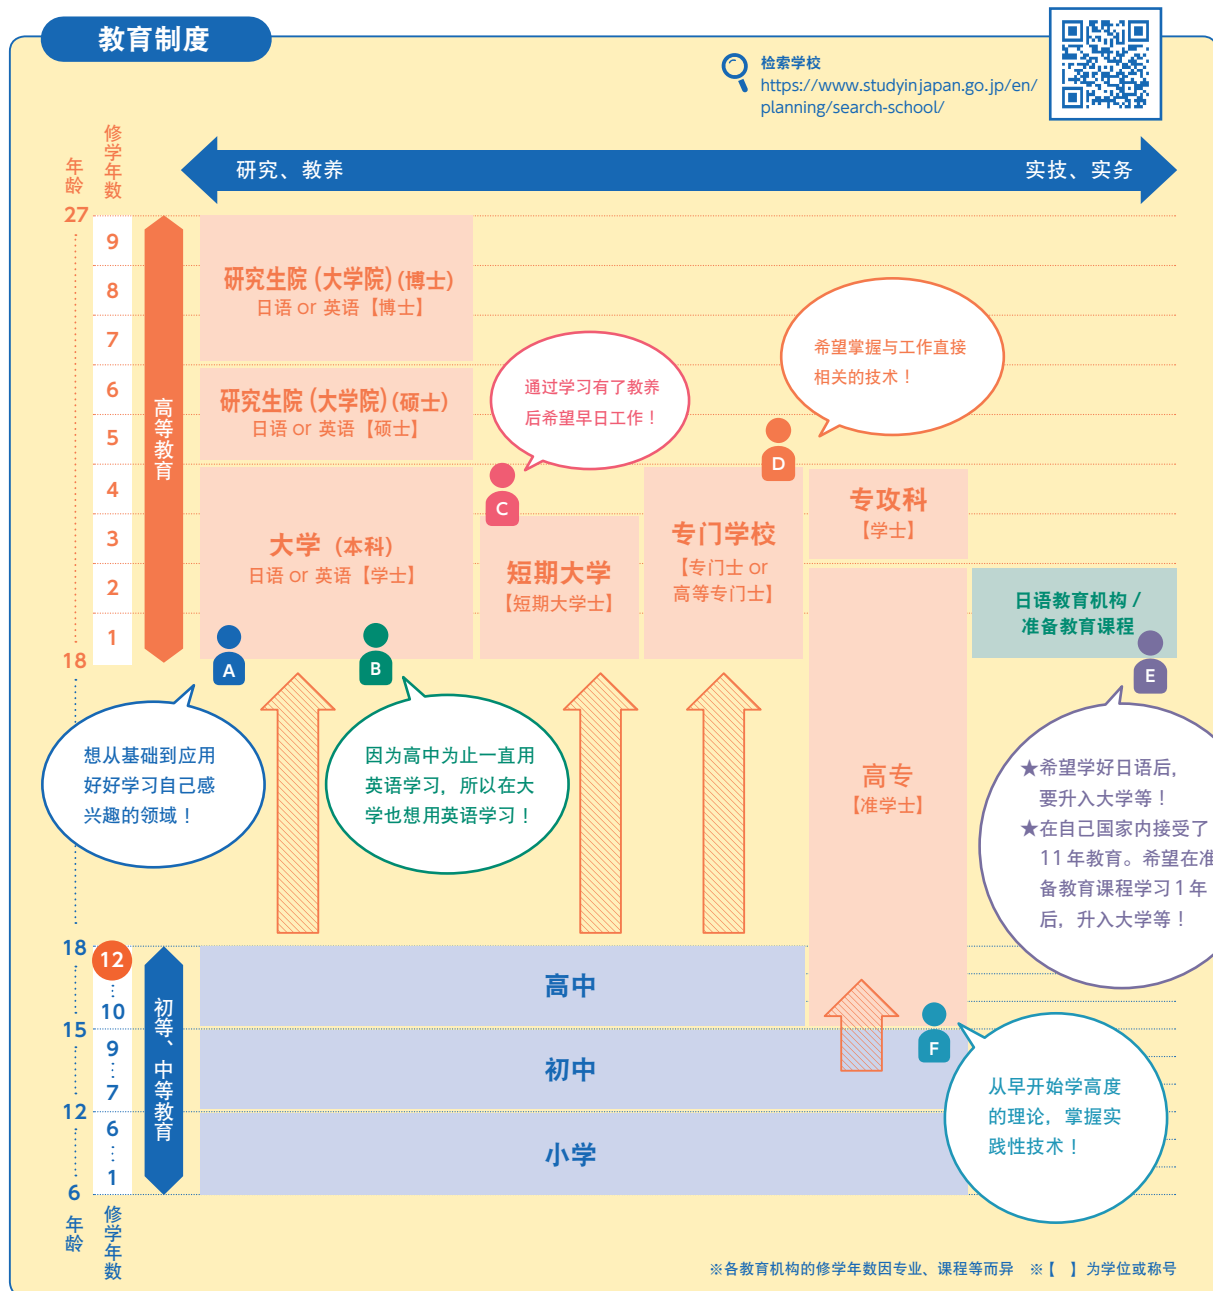 教育制度
检索学校
https://www.studyinjapan.go.jp/en/
planning/search-school/
年龄
修学年数
研究、教养
实技、实务
27
9
8
7
6
5
4
3
2
1
18
高等教育
研究生院（大学院）（博士）
日语 or 英语【博士】
研究生院（大学院）（硕士）
日语 or 英语【硕士】
大学（本科）
日语 or 英语【学士】
通过学习有了教养
后希望早日工作！
C
短期大学
【短期大学士】
希望掌握与工作直接
相关的技术！
D
专门学校
【专门士 or
高等专门士】
专攻科
【学士】
日语教育机构 /
准备教育课程
A
B
E
想从基础到应用
好好学习自己感
兴趣的领域！
因为高中为止一直用
英语学习，所以在大
学也想用英语学习！
高专
【准学士】
★希望学好日语后，
要升入大学等！
★在自己国家内接受了
11 年教育。希望在准
备教育课程学习 1 年
后，升入大学等！
18
12
10
15
9
7
12
6
1
6
初等、中等教育
高中
初中
小学
F
从早开始学高度
的理论，掌握实
践性技术！
年龄
修学年数
※各教育机构的修学年数因专业、课程等而异 ※【 】为学位或称号